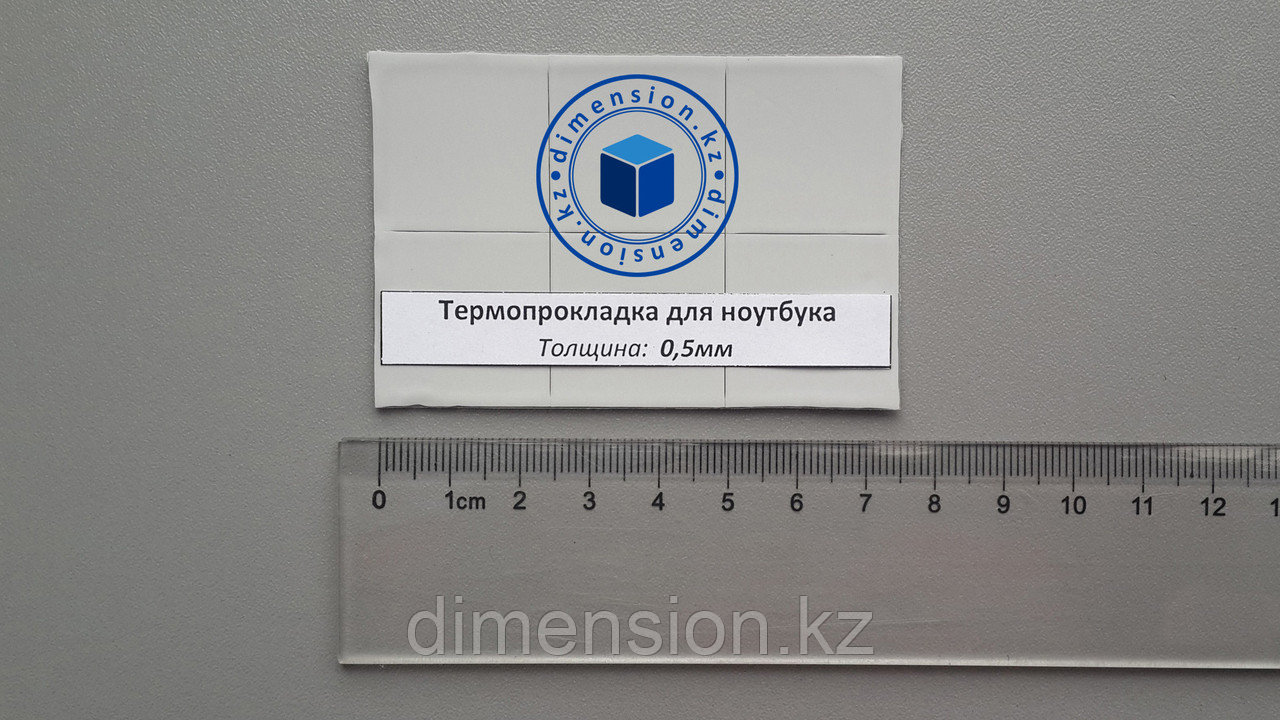 dimension.kz • dimension.kz •
Термопрокладка для ноутбука
Толщина: 0,5мм
0 1cm 2 3 4 5 6 7 8 9 10 11 12
dimension.kz